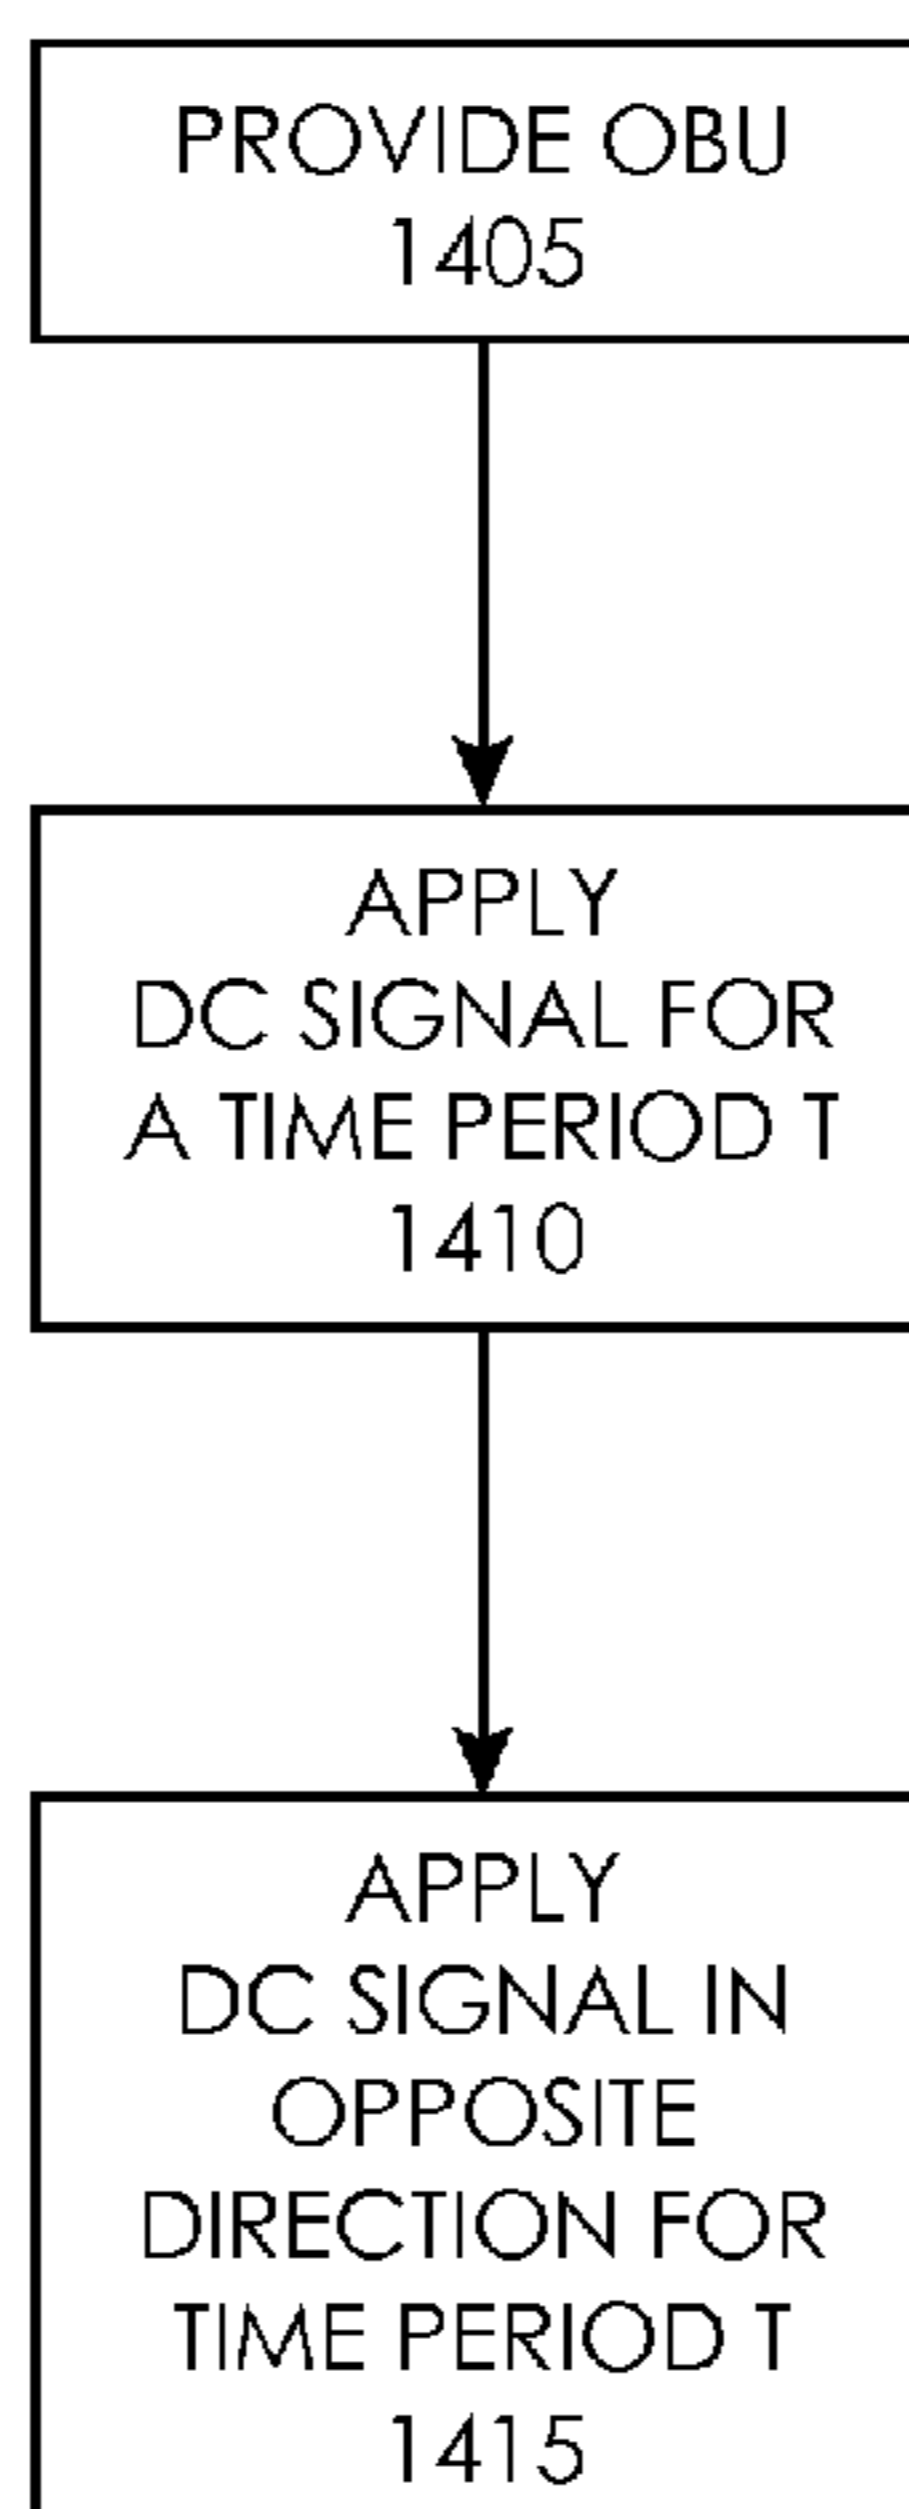 PROVIDE OBU
1405
APPLY
DC SIGNAL FOR
A TIME PERIOD T
1410
APPLY
DC SIGNAL IN
OPPOSITE
DIRECTION FOR
TIME PERIOD T
1415